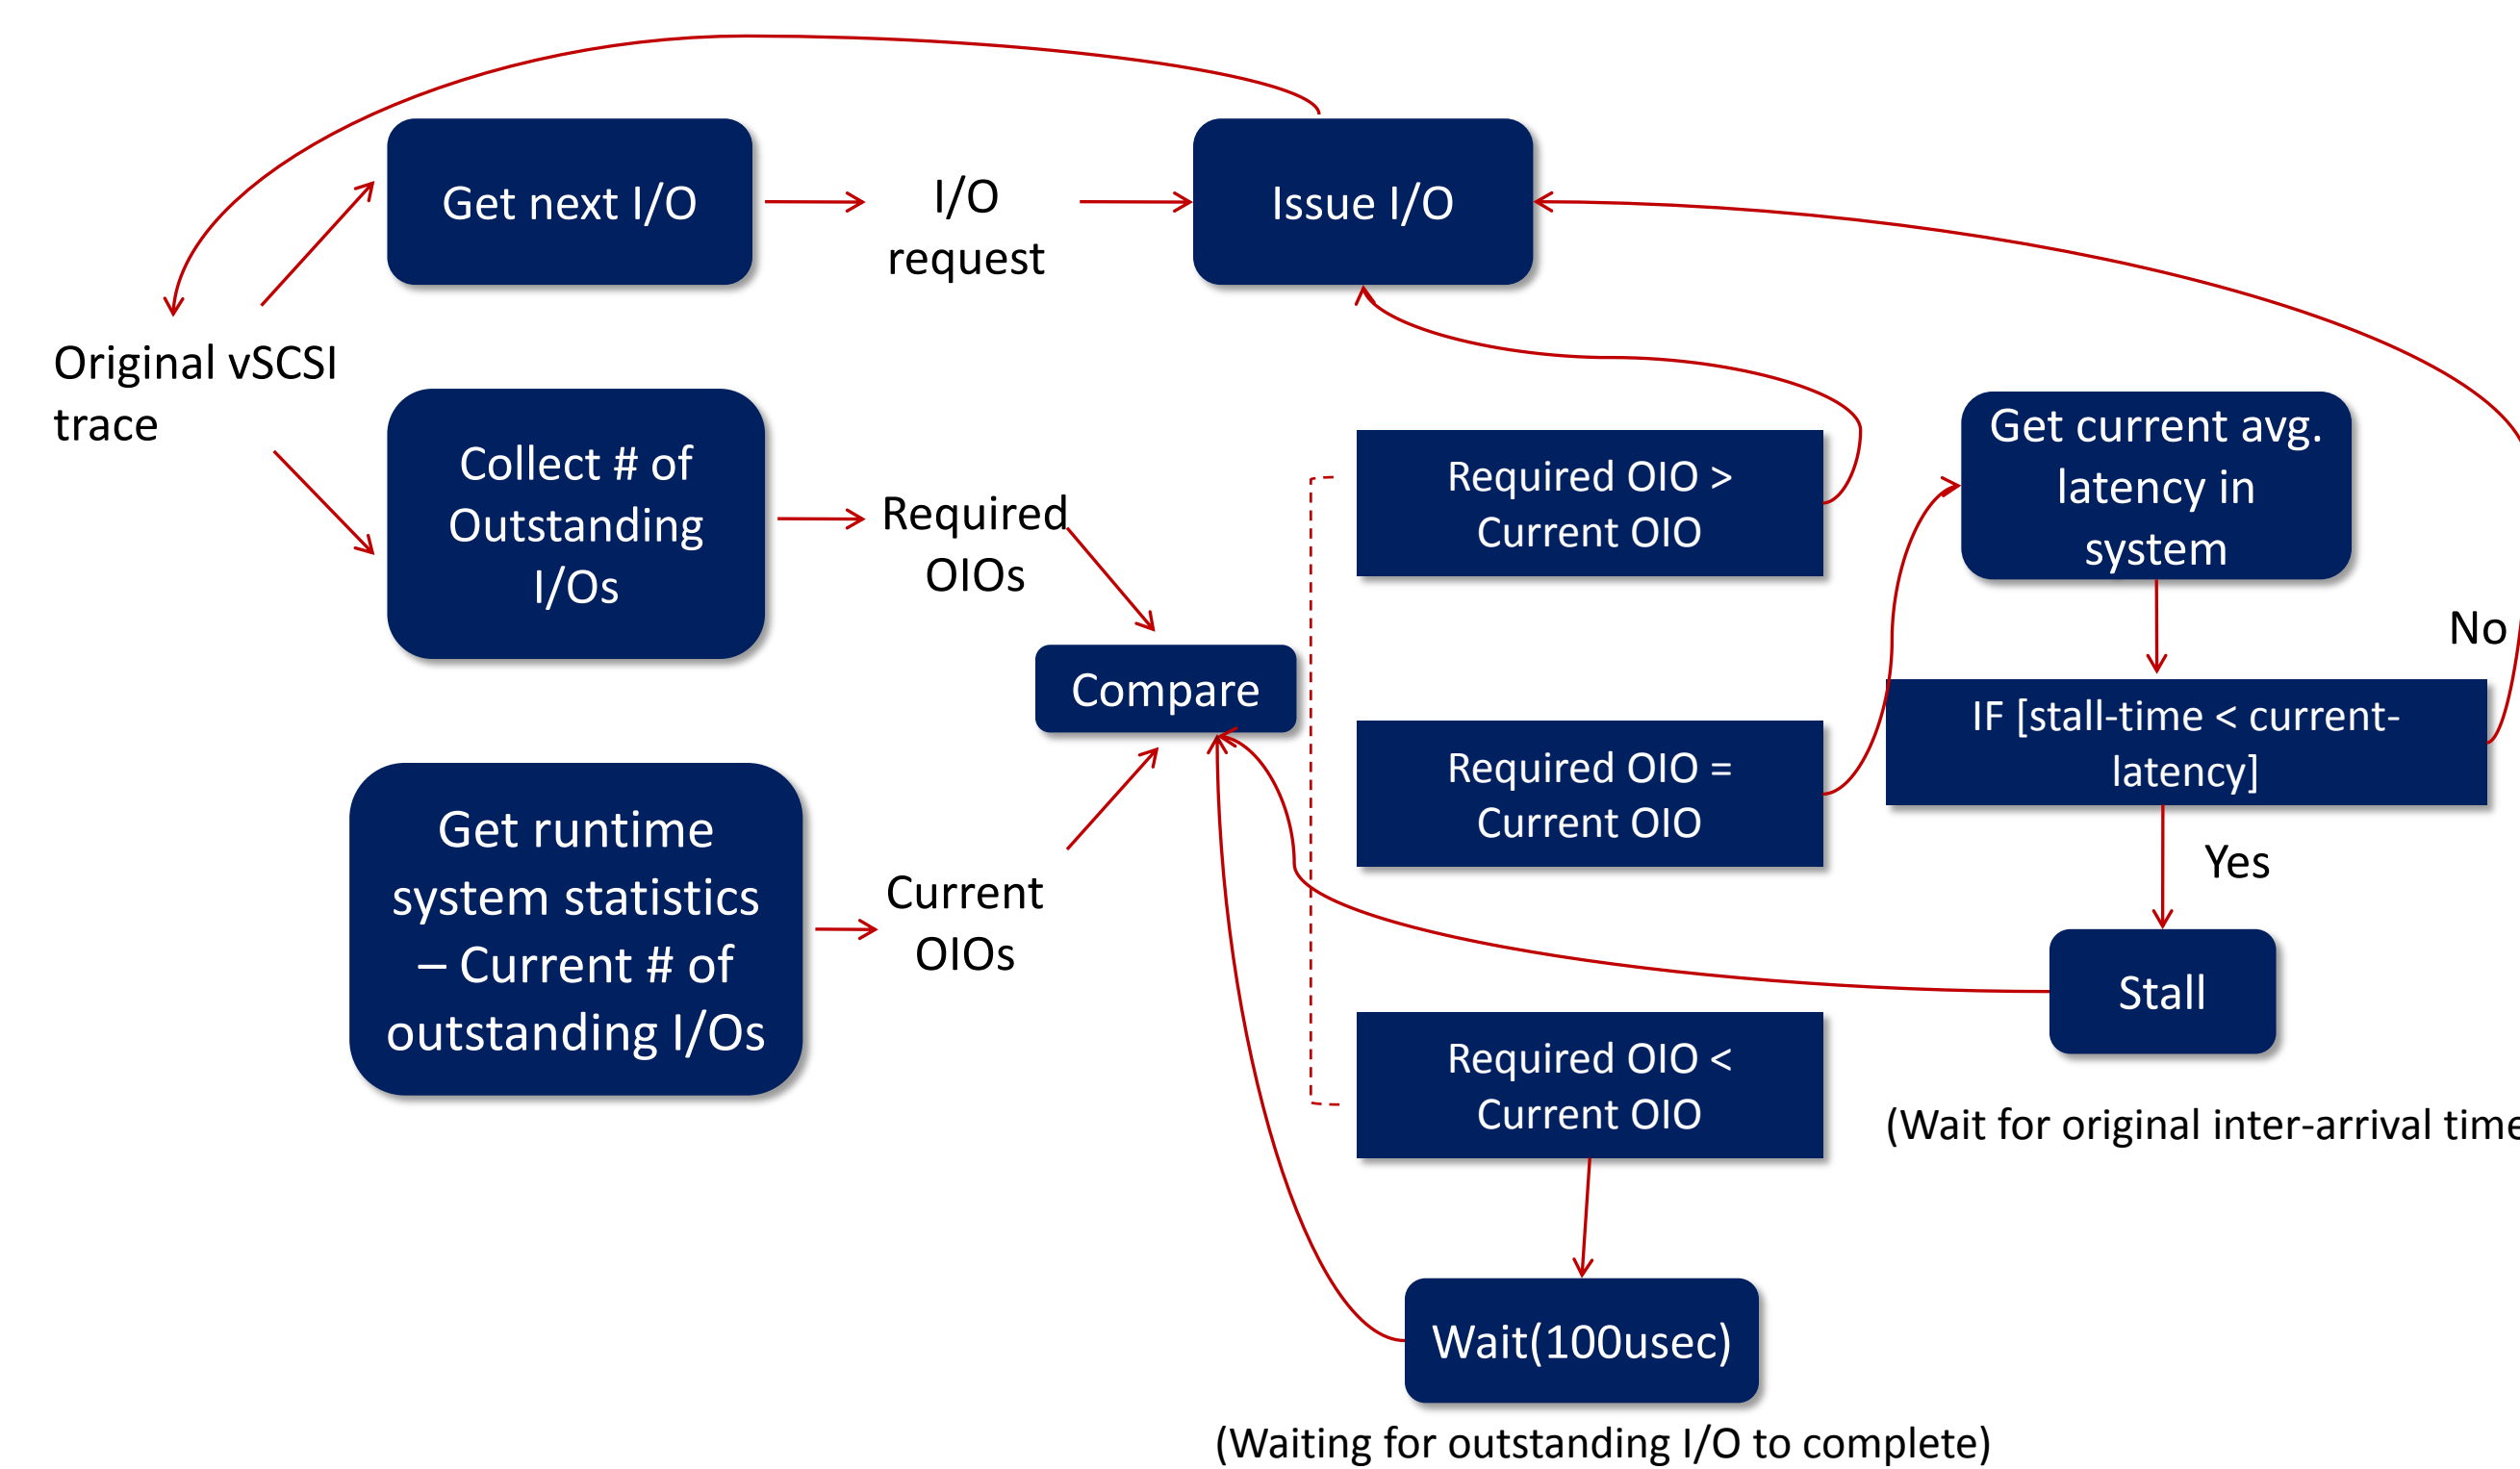 Get next I/O
I/O
request
Issue I/O
Original vSCSI
trace
Collect # of
Outstanding
I/Os
Required
OIOs
Required OIO >
Current OIO
Get current avg.
latency in
system
No
Compare
IF [stall-time < current-
latency]
Required OIO =
Current OIO
Get runtime
system statistics
– Current # of
outstanding I/Os
Current
OIOs
Yes
Stall
Required OIO <
Current OIO
(Wait for original inter-arrival time
Wait(100usec)
(Waiting for outstanding I/O to complete)